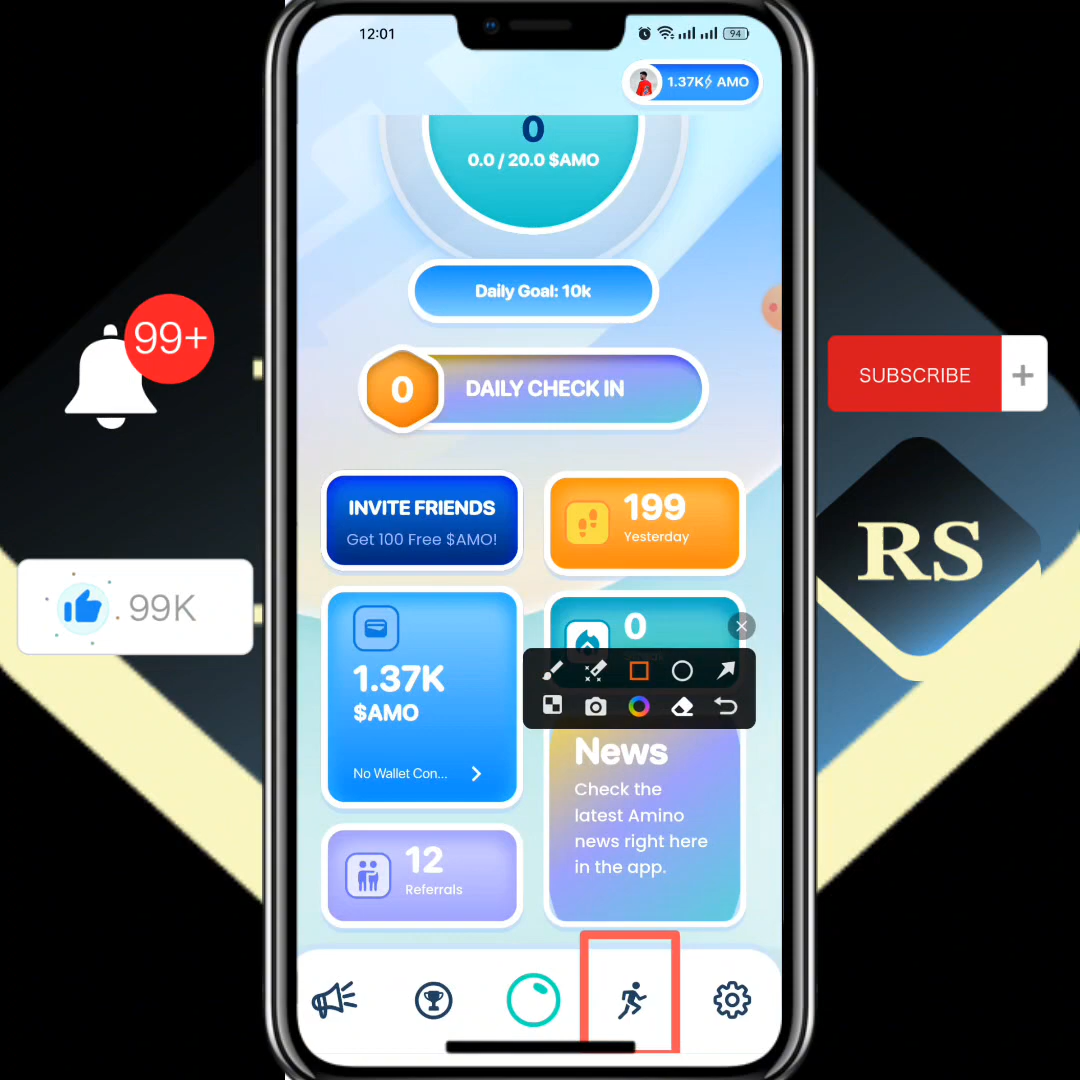 12:01
94
1.37K AMO
0
0.0 / 20.0 $AMO
Daily Goal: 10k
99+
0
DAILY CHECK IN
SUBSCRIBE
+
INVITE FRIENDS
Get 100 Free $AMO!
199
Yesterday
RS
. 99K
0
1.37K
$AMO
No Wallet Con...
News
Check the
latest Amino
news right here
in the app.
12
Referrals